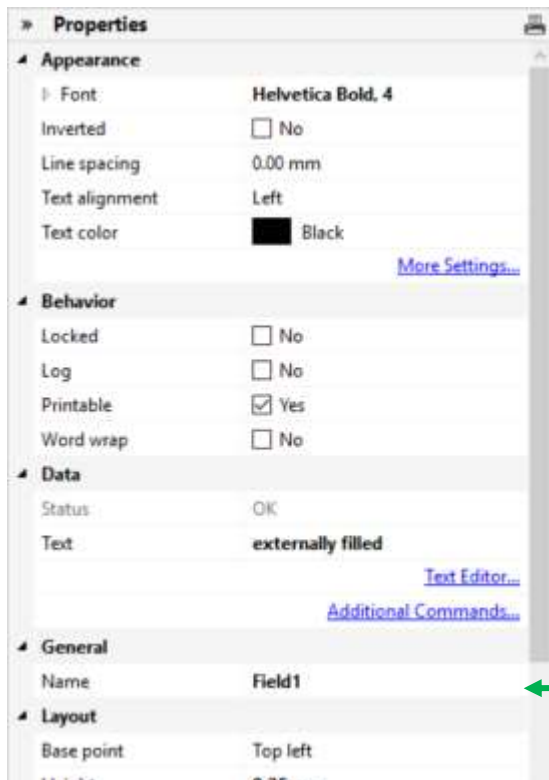 » Properties
Appearance
Font Helvetica Bold, 4
Inverted No
Line spacing 0.00 mm
Text alignment Left
Text color Black
More Settings...
Behavior
Locked No
Log No
Printable Yes
Word wrap No
Data
Status OK
Text externally filled
Text Editor...
Additional Commands...
General
Name Field1
Layout
Base point Top left